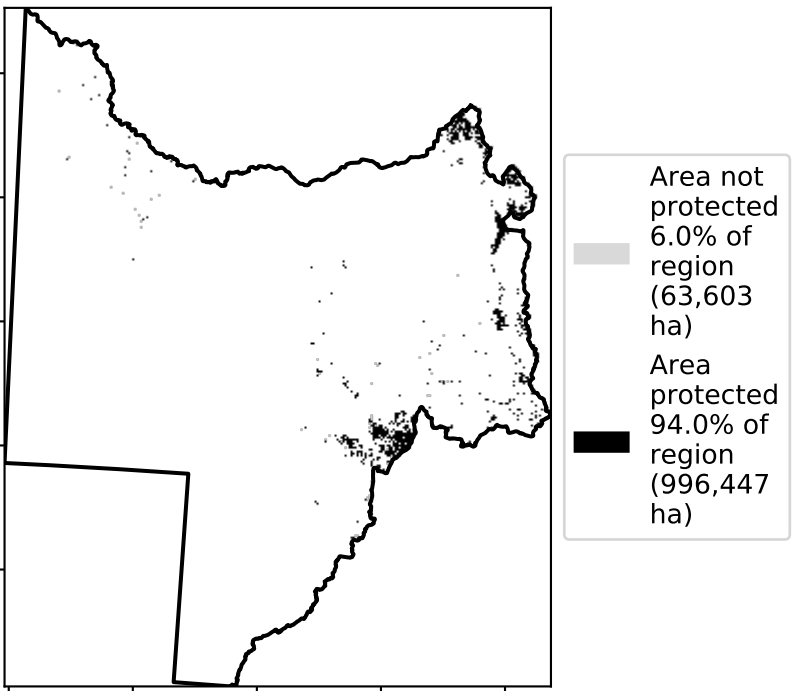 Area not
protected
6.0% of
region
(63,603
ha)
Area
protected
94.0% of
region
(996,447
ha)